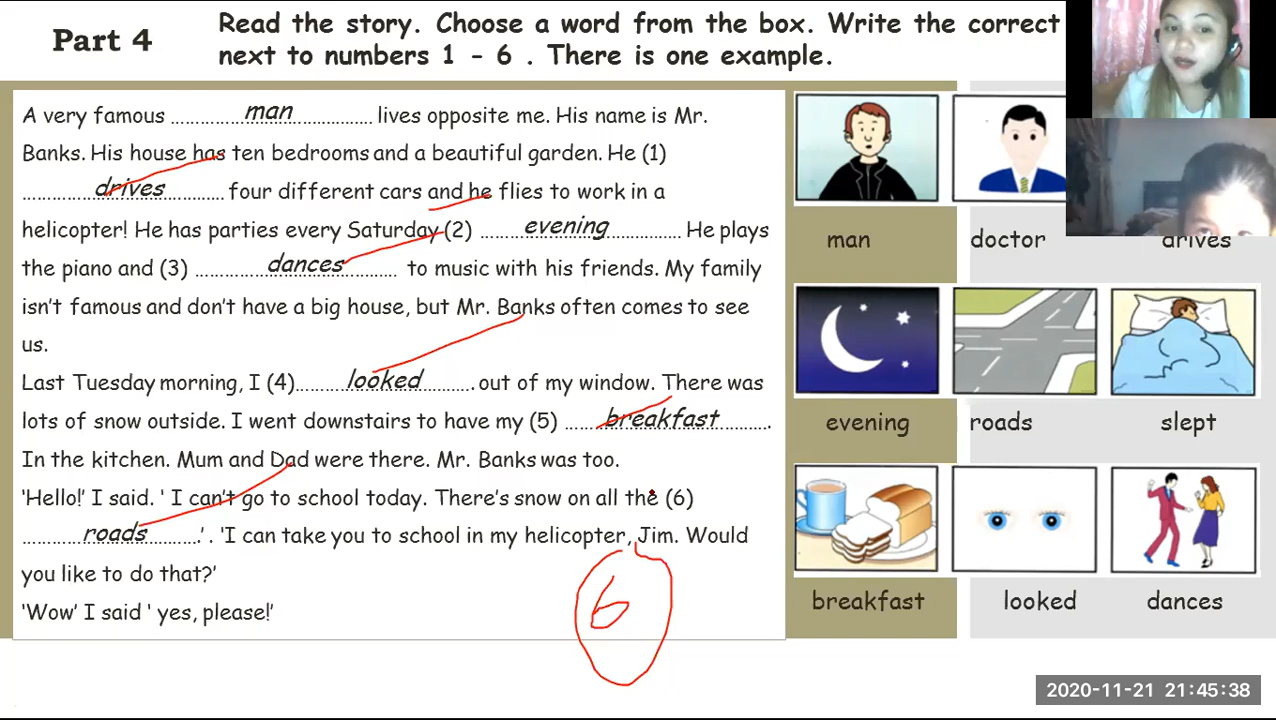 Part 4
Read the story. Choose a word from the box. Write the correct
next to numbers 1 - 6 . There is one example.
A very famous ....................man...................... lives opposite me. His name is Mr.
Banks. His house has ten bedrooms and a beautiful garden. He (1)
................drives................ four different cars and he flies to work in a
helicopter! He has parties every Saturday (2) ..........evening.................. He plays
the piano and (3) ................dances................ to music with his friends. My family
isn't famous and don't have a big house, but Mr. Banks often comes to see
us.
Last Tuesday morning, I (4)...........looked............ out of my window. There was
lots of snow outside. I went downstairs to have my (5) ........breakfast..........
In the kitchen. Mum and Dad were there. Mr. Banks was too.
'Hello!' I said. ' I can't go to school today. There's snow on all the (6)
..............roads..............' . 'I can take you to school in my helicopter, Jim. Would
you like to do that?'
'Wow' I said ' yes, please!'
6
man doctor drives
evening roads slept
breakfast looked dances
2020-11-21 21:45:38